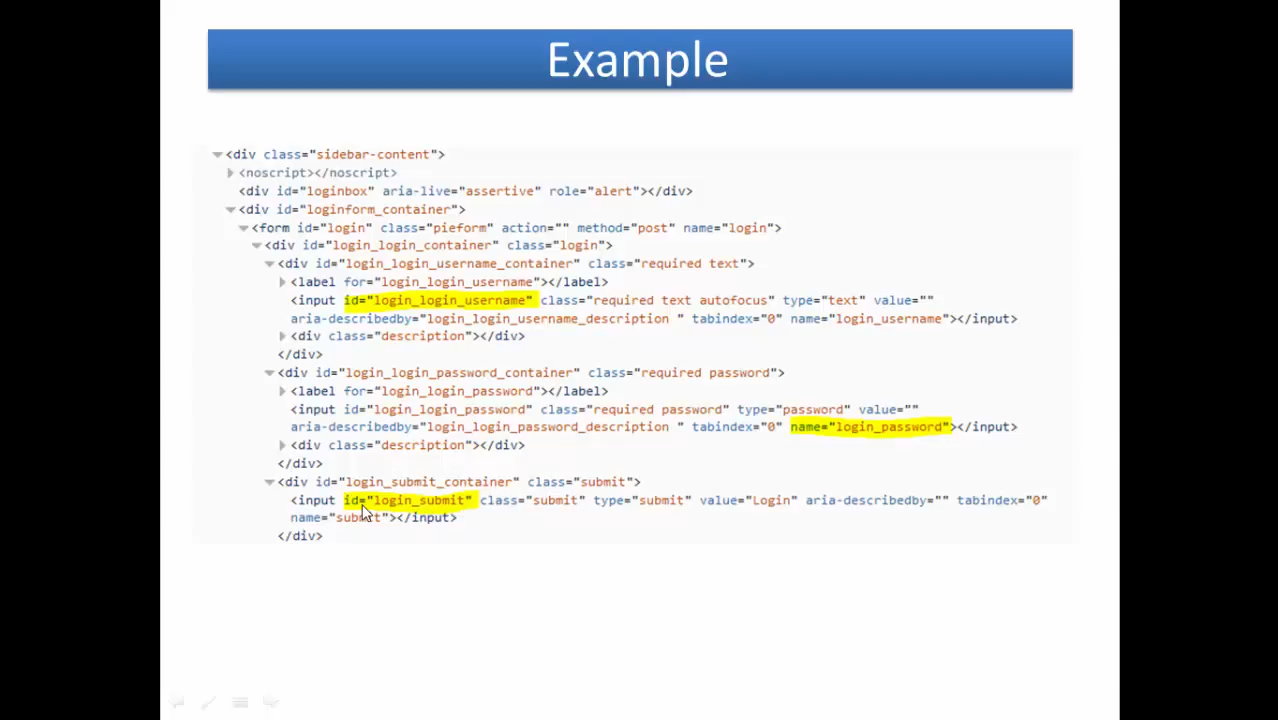 Example
<div class="sidebar-content">
<noscript></noscript>
<div id="loginbox" aria-live="assertive" role="alert"></div>
<div id="loginform_container">
<form id="login" class="pieform" action="" method="post" name="login">
<div id="login_login_container" class="login">
<div id="login_login_username_container" class="required text">
<label for="login_login_username"></label>
<input id="login_login_username" class="required text autofocus" type="text" value=""
aria-describedby="login_login_username_description " tabindex="0" name="login_username"></input>
<div class="description"></div>
</div>
<div id="login_login_password_container" class="required password">
<label for="login_login_password"></label>
<input id="login_login_password" class="required password" type="password" value=""
aria-describedby="login_login_password_description " tabindex="0" name="login_password"></input>
<div class="description"></div>
</div>
<div id="login_submit_container" class="submit">
<input id="login_submit" class="submit" type="submit" value="Login" aria-describedby="" tabindex="0"
name="submit"></input>
</div>